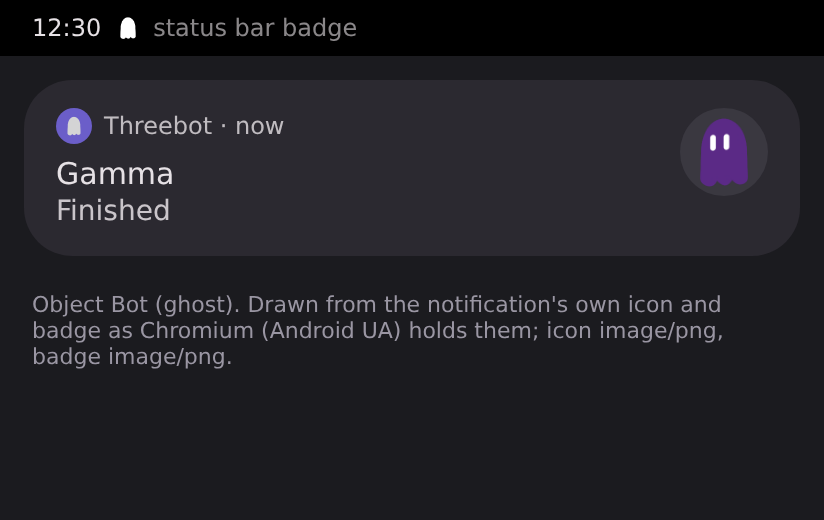 12:30 status bar badge
Threebot · now
Gamma
Finished
Object Bot (ghost). Drawn from the notification's own icon and
badge as Chromium (Android UA) holds them; icon image/png,
badge image/png.